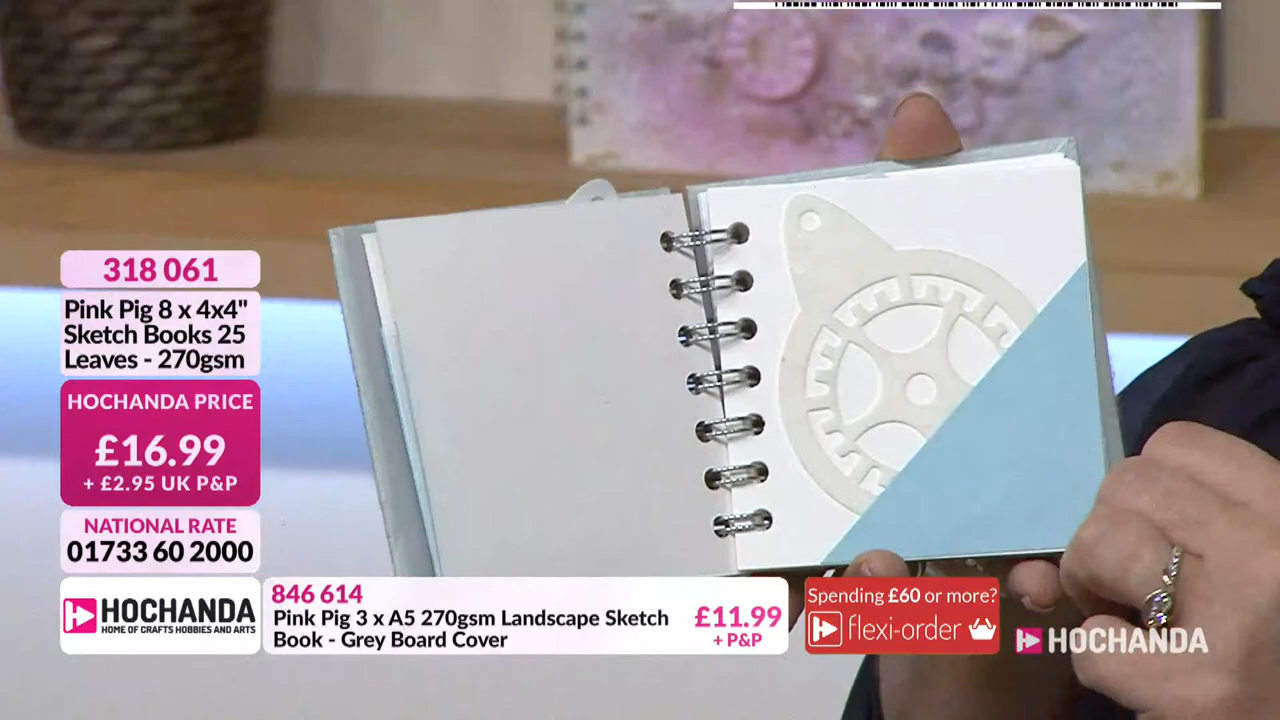 318 061
Pink Pig 8 x 4x4"
Sketch Books 25
Leaves - 270gsm
HOCHANDA PRICE
£16.99
+ £2.95 UK P&P
NATIONAL RATE
01733 60 2000
HOCHANDA
HOME OF CRAFTS HOBBIES AND ARTS
846 614
Pink Pig 3 x A5 270gsm Landscape Sketch
Book - Grey Board Cover
£11.99
+ P&P
Spending £60 or more?
flexi-order
HOCHANDA